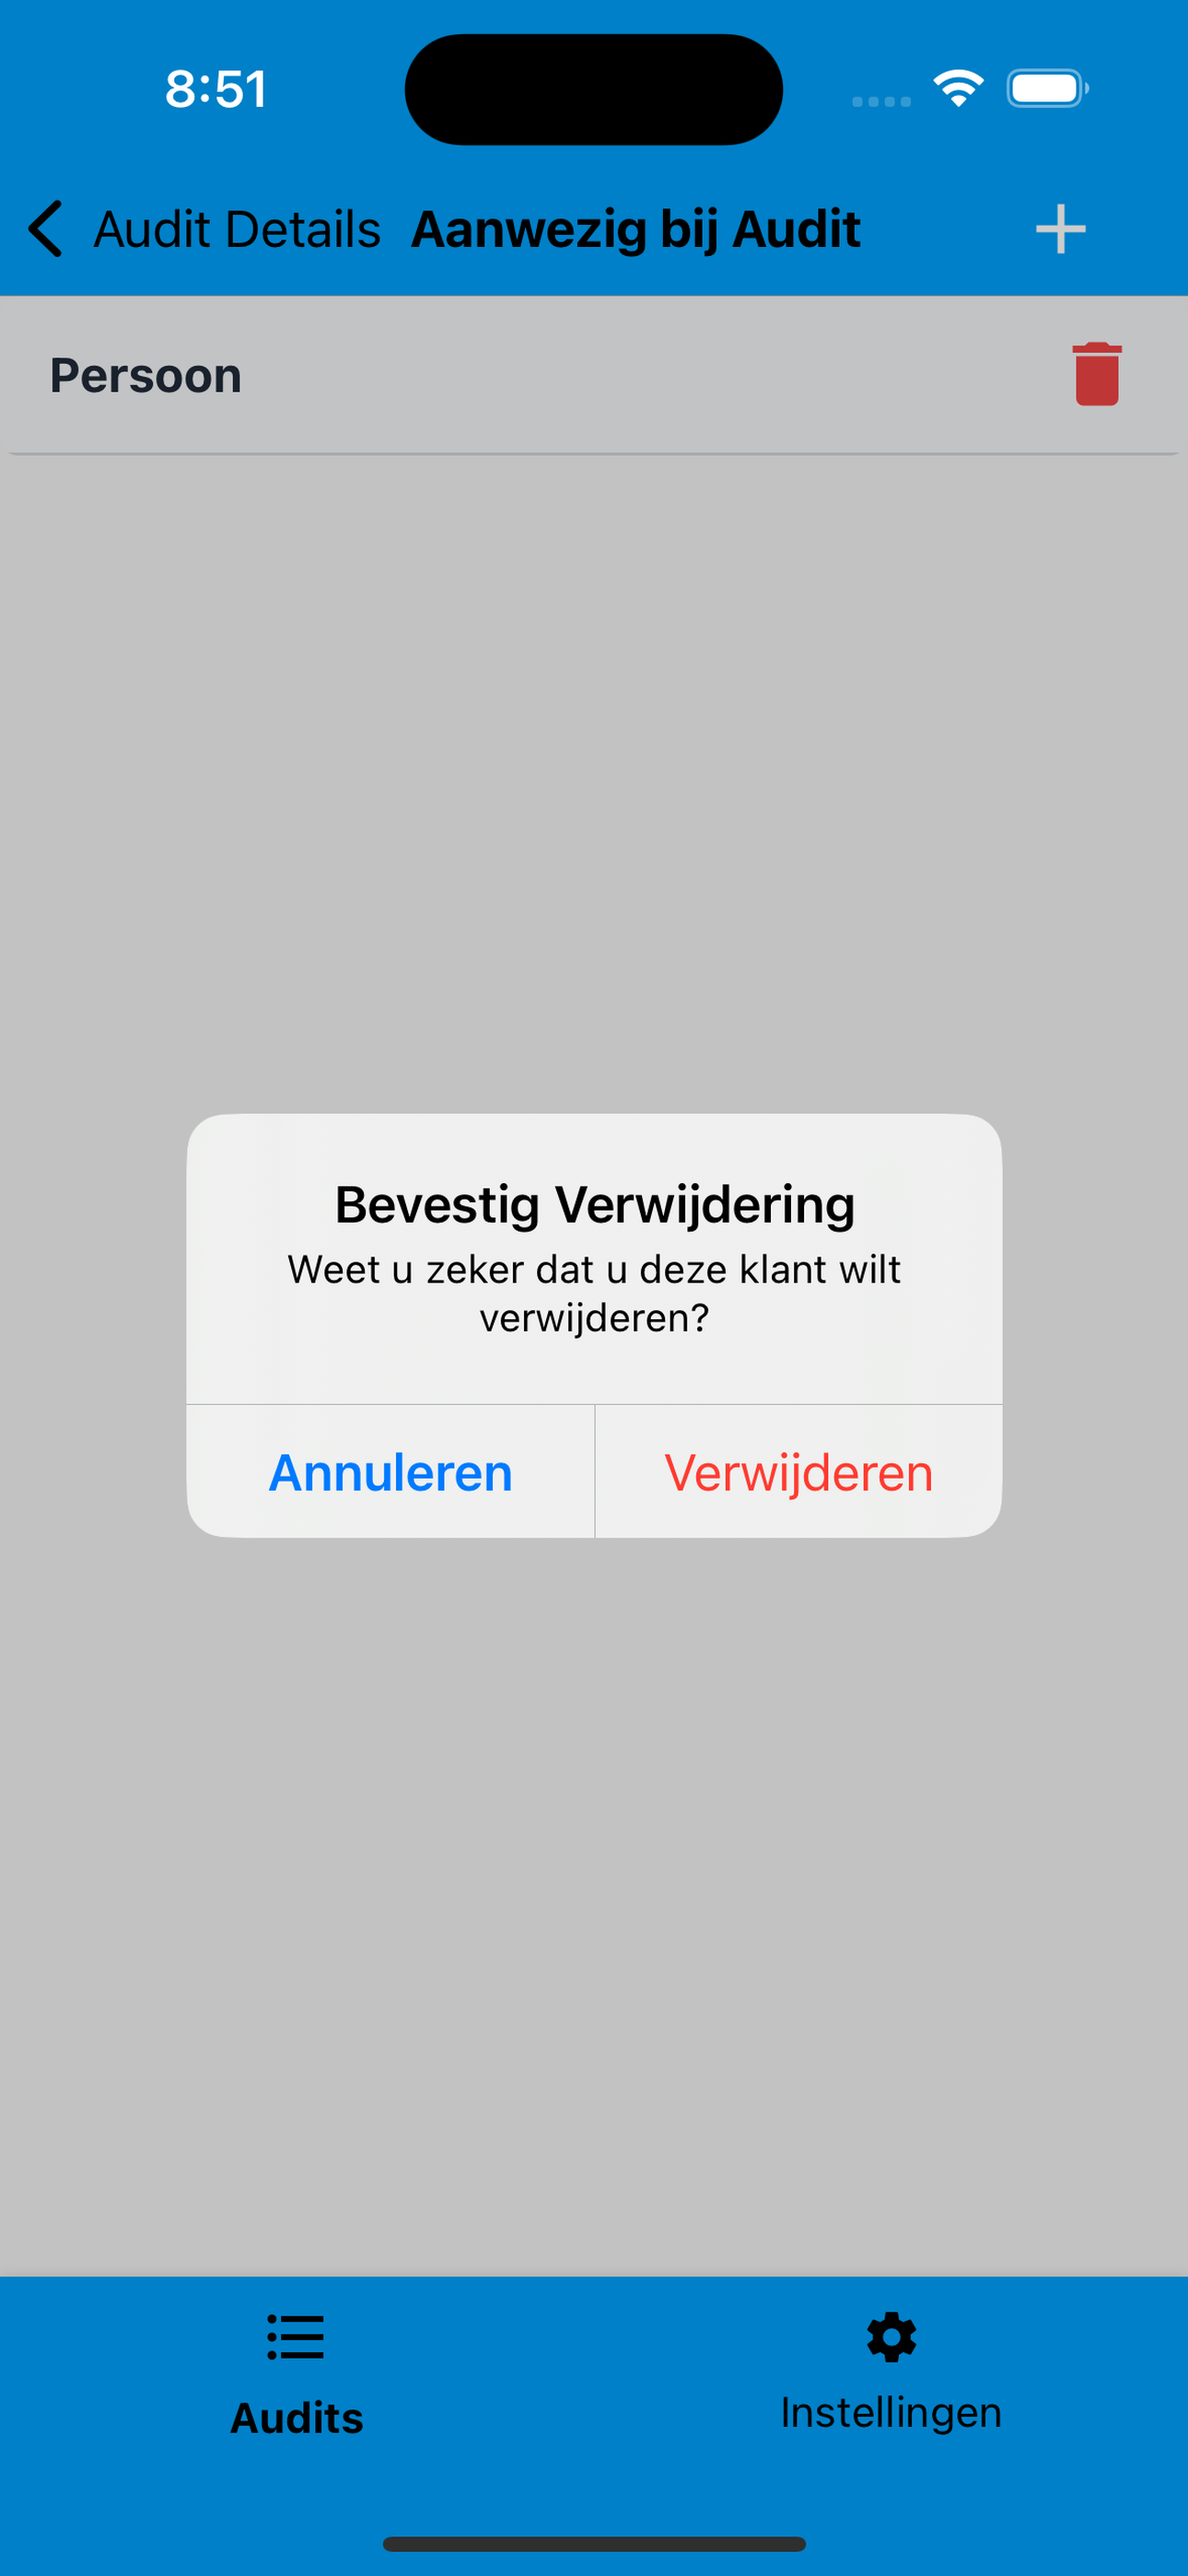 8:51
Audit Details Aanwezig bij Audit
Persoon
Bevestig Verwijdering
Weet u zeker dat u deze klant wilt
verwijderen?
Annuleren Verwijderen
Audits Instellingen